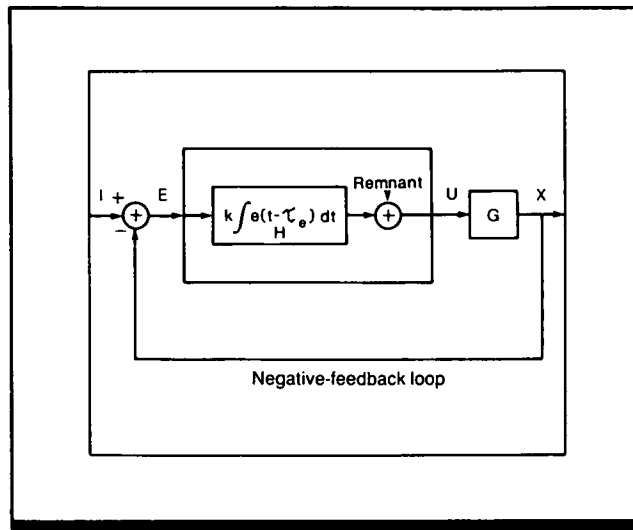 Remnant
I + E U X
k∫e(t-τe) dt + G
+ H
−
Negative-feedback loop